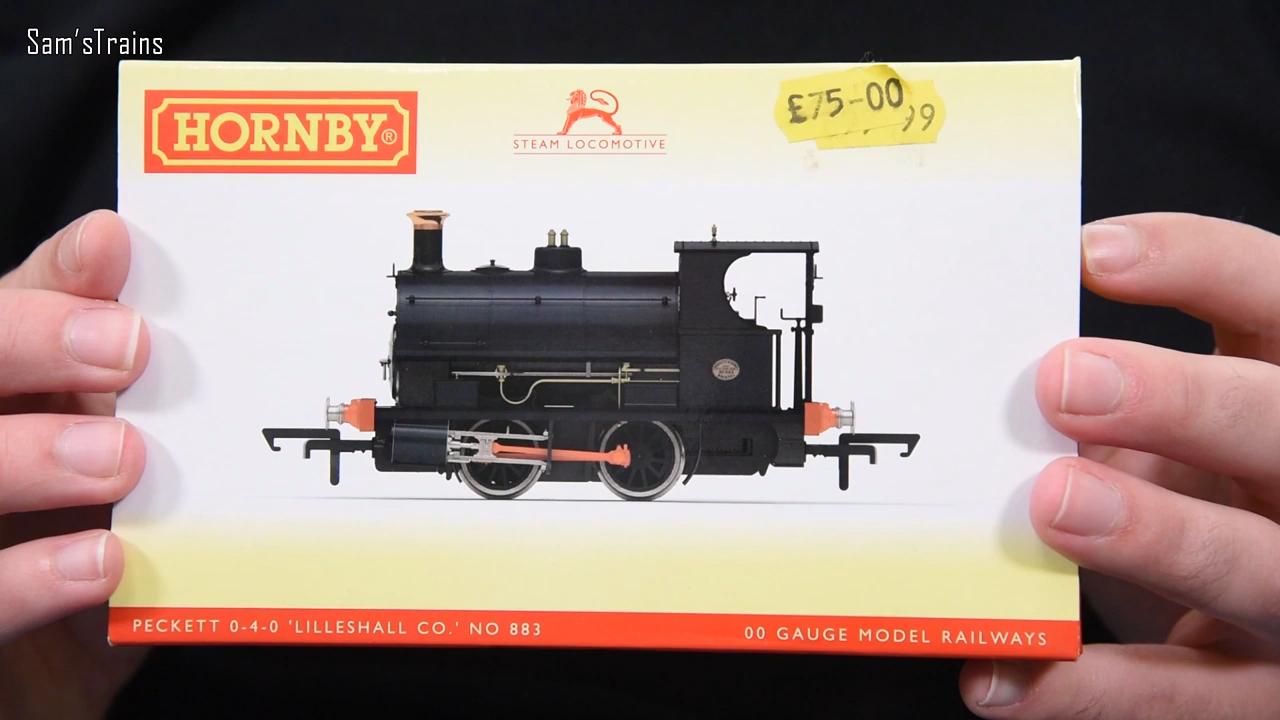 Sam'sTrains
HORNBY®
STEAM LOCOMOTIVE
£75-00
99
PECKETT 0-4-0 'LILLESHALL CO.' NO 883
00 GAUGE MODEL RAILWAYS